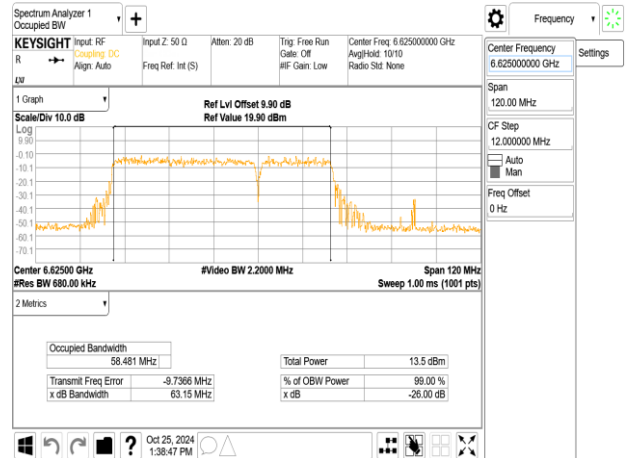 Spectrum Analyzer 1
Occupied BW
Frequency
KEYSIGHT
R
LXI
Input: RF
Coupling: DC
Align: Auto
Input Z: 50 Ω
Freq Ref: Int (S)
Atten: 20 dB
Trig: Free Run
Gate: Off
#IF Gain: Low
Center Freq: 6.625000000 GHz
Avg|Hold: 10/10
Radio Std: None
Center Frequency
6.625000000 GHz
Settings
Span
120.00 MHz
CF Step
12.000000 MHz
Auto
Man
Freq Offset
0 Hz
1 Graph
Scale/Div 10.0 dB
Ref Lvl Offset 9.90 dB
Ref Value 19.90 dBm
Log
9.90
-0.10
-10.1
-20.1
-30.1
-40.1
-50.1
-60.1
-70.1
Center 6.62500 GHz
#Res BW 680.00 kHz
#Video BW 2.2000 MHz
Span 120 MHz
Sweep 1.00 ms (1001 pts)
2 Metrics
Occupied Bandwidth
58.481 MHz
Total Power 13.5 dBm
Transmit Freq Error -9.7366 MHz
% of OBW Power 99.00 %
x dB Bandwidth 63.15 MHz
x dB -26.00 dB
?
Oct 25, 2024
1:38:47 PM